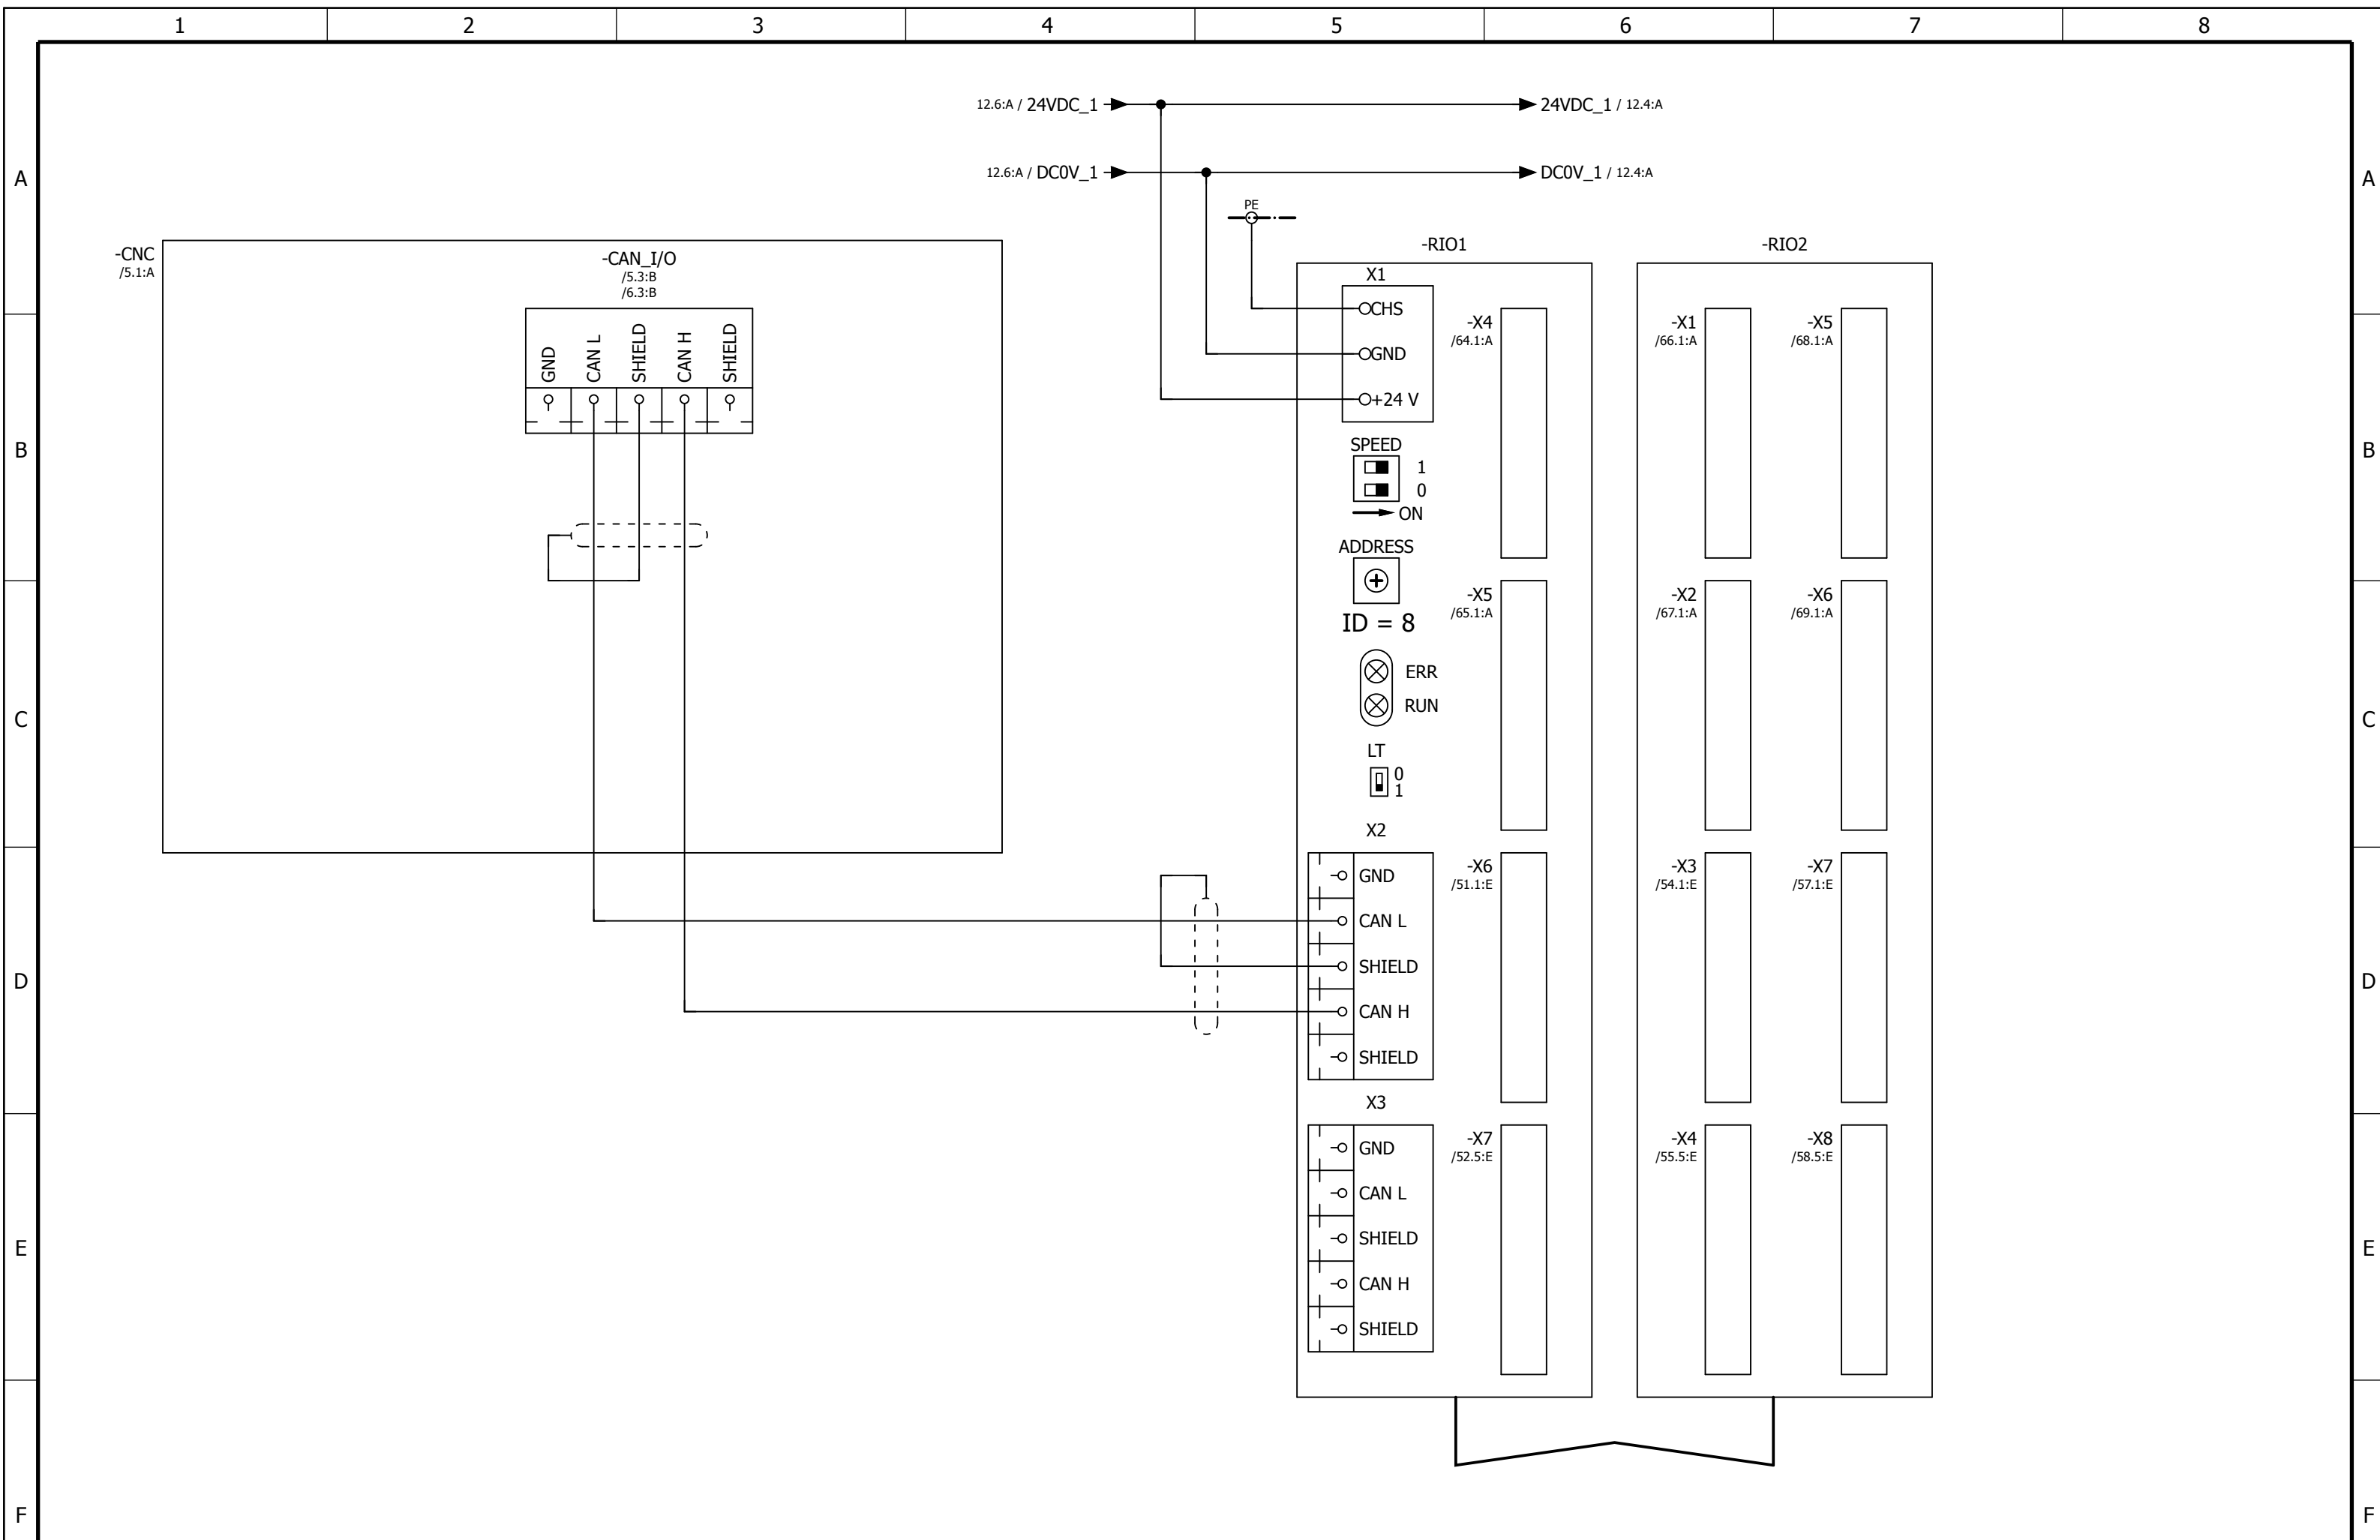 1 2 3 4 5 6 7 8
12.6:A / 24VDC_1 24VDC_1 / 12.4:A
12.6:A / DC0V_1 DC0V_1 / 12.4:A
A A
PE
-CNC
/5.1:A
-CAN_I/O
/5.3:B
/6.3:B
GND
CAN L
SHIELD
CAN H
SHIELD
-RIO1
X1
CHS
GND
+24 V
SPEED
1
0
ON
ADDRESS
ID = 8
ERR
RUN
LT
0
1
X2
GND
CAN L
SHIELD
CAN H
SHIELD
X3
GND
CAN L
SHIELD
CAN H
SHIELD
-X4
/64.1:A
-X5
/65.1:A
-X6
/51.1:E
-X7
/52.5:E
-RIO2
-X1
/66.1:A
-X2
/67.1:A
-X3
/54.1:E
-X4
/55.5:E
-X5
/68.1:A
-X6
/69.1:A
-X7
/57.1:E
-X8
/58.5:E
B B
C C
D D
E E
F F